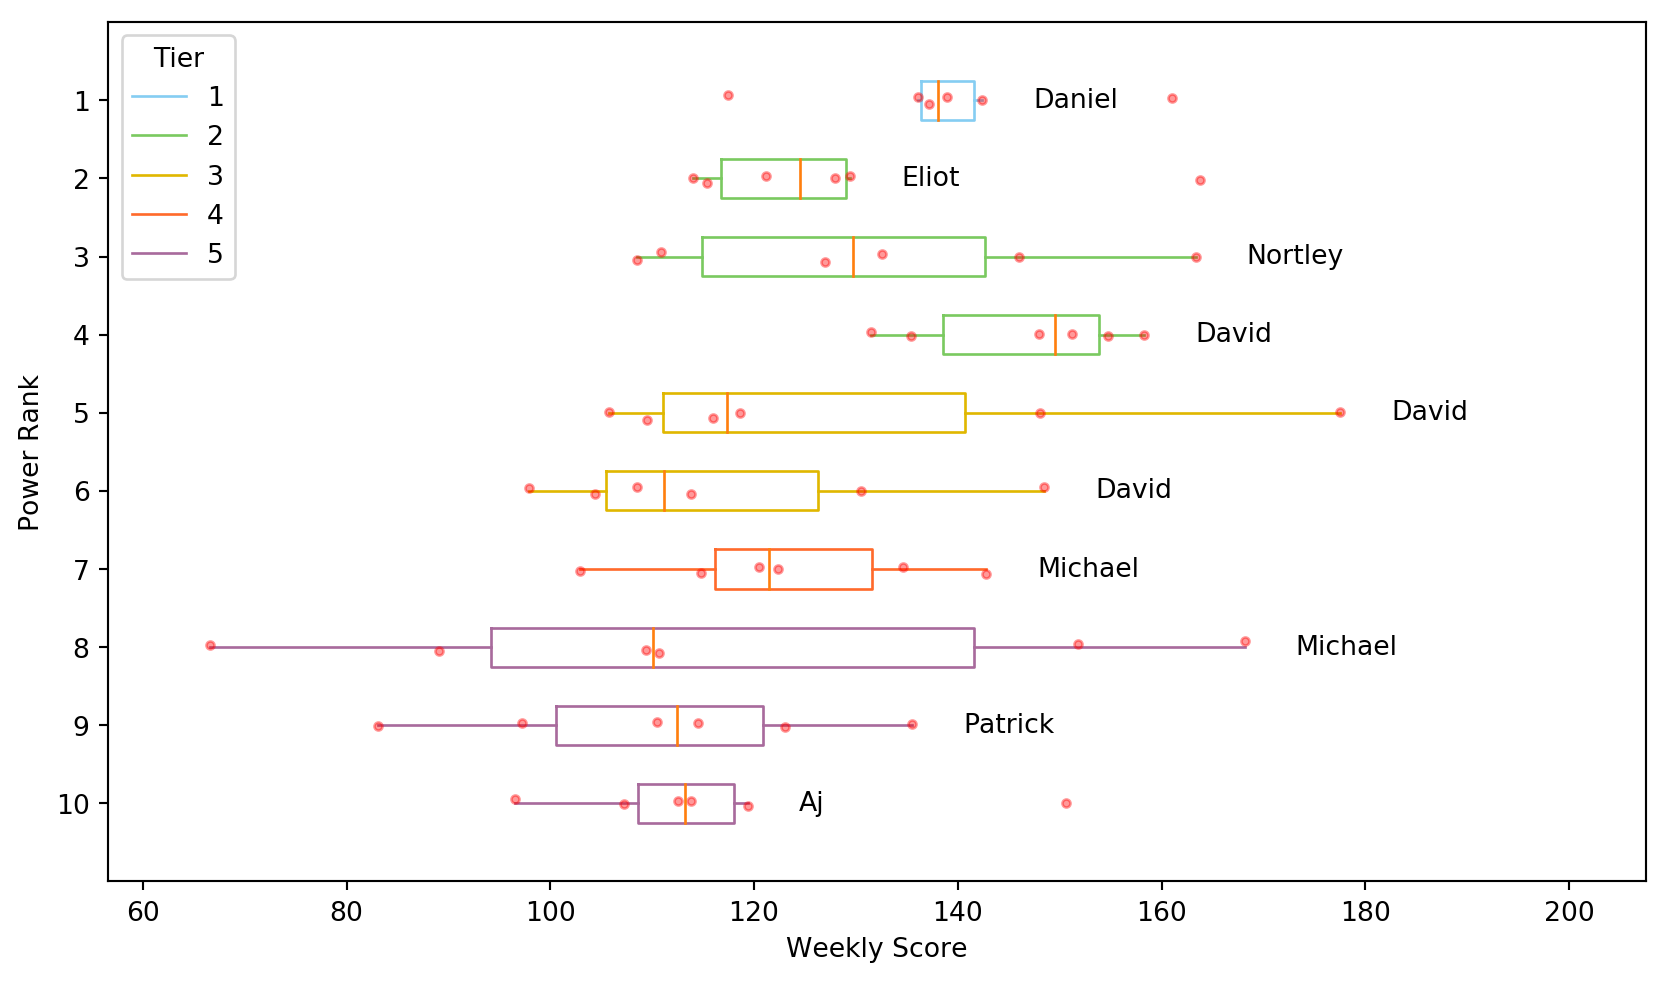 Tier
1
2
3
4
5
Power Rank
1 Daniel
2 Eliot
3 Nortley
4 David
5 David
6 David
7 Michael
8 Michael
9 Patrick
10 Aj
60 80 100 120 140 160 180 200
Weekly Score